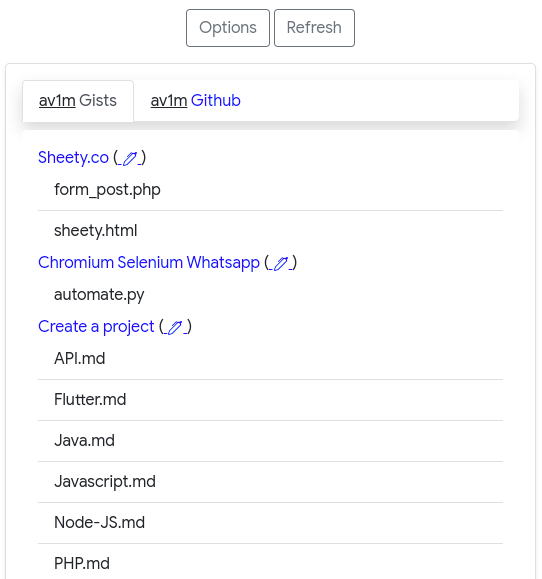 Options Refresh
av1m Gists av1m Github
Sheety.co ( )
form_post.php
sheety.html
Chromium Selenium Whatsapp ( )
automate.py
Create a project ( )
API.md
Flutter.md
Java.md
Javascript.md
Node-JS.md
PHP.md